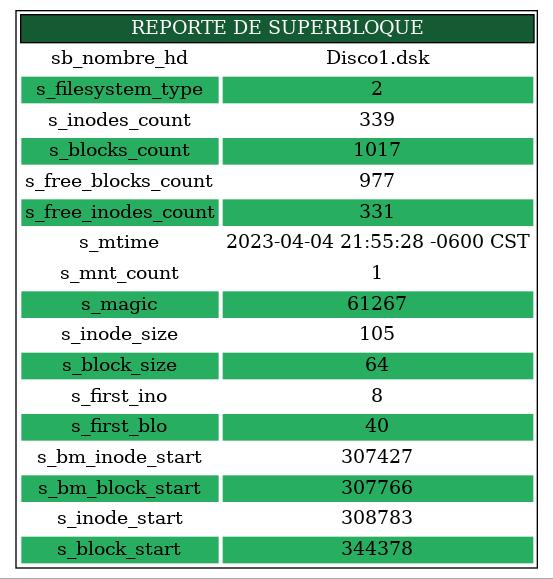 REPORTE DE SUPERBLOQUE
sb_nombre_hd Disco1.dsk
s_filesystem_type 2
s_inodes_count 339
s_blocks_count 1017
s_free_blocks_count 977
s_free_inodes_count 331
s_mtime 2023-04-04 21:55:28 -0600 CST
s_mnt_count 1
s_magic 61267
s_inode_size 105
s_block_size 64
s_first_ino 8
s_first_blo 40
s_bm_inode_start 307427
s_bm_block_start 307766
s_inode_start 308783
s_block_start 344378